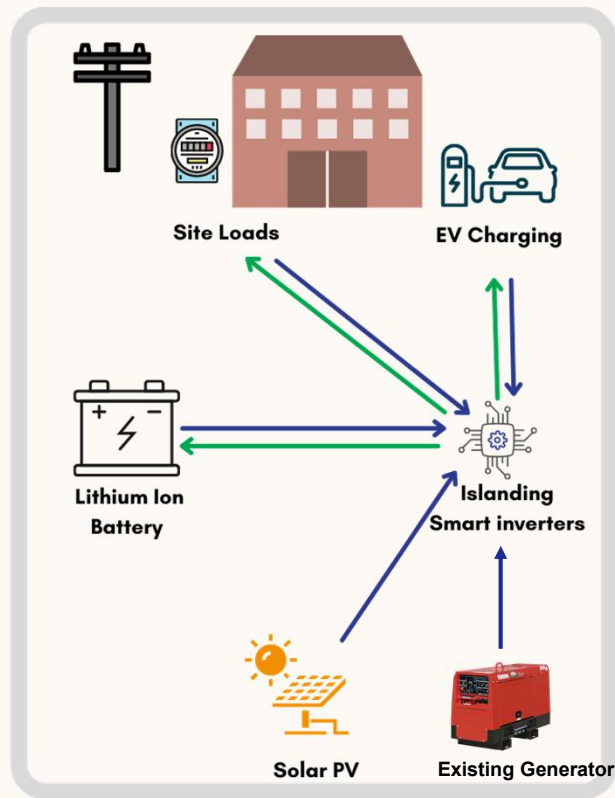 Site Loads
EV Charging
Lithium Ion
Battery
Islanding
Smart inverters
Solar PV
Existing Generator